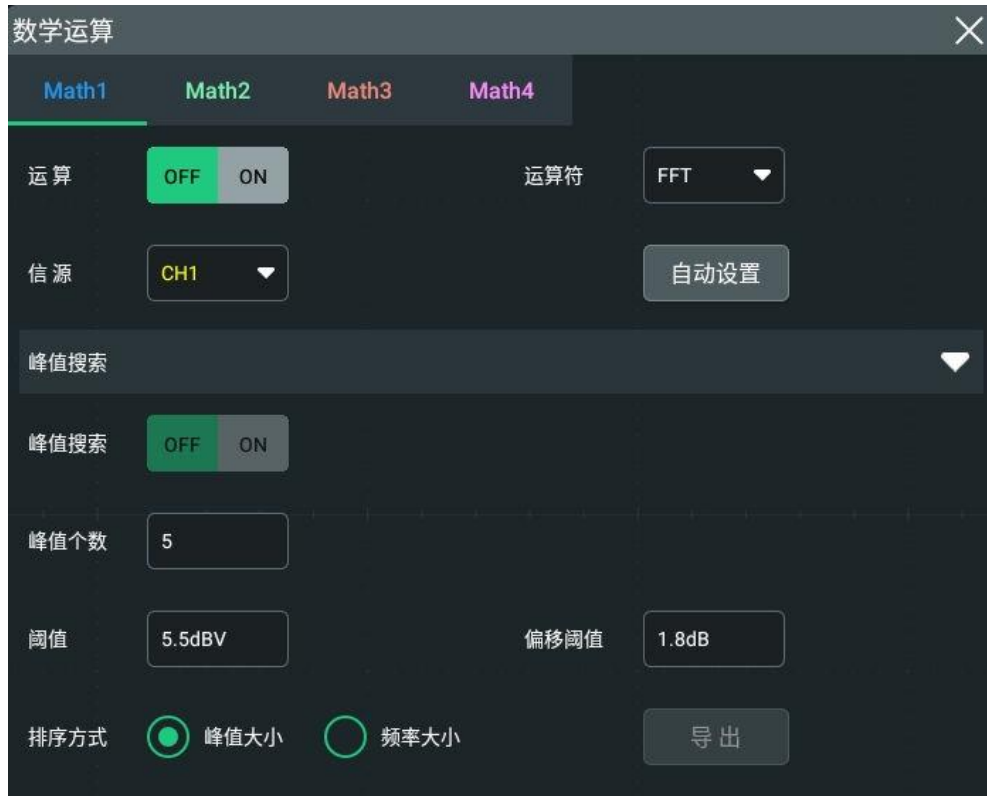 数学运算
Math1 Math2 Math3 Math4
运算 OFF ON 运算符 FFT
信源 CH1 自动设置
峰值搜索
峰值搜索 OFF ON
峰值个数 5
阈值 5.5dBV 偏移阈值 1.8dB
排序方式 峰值大小 频率大小 导出